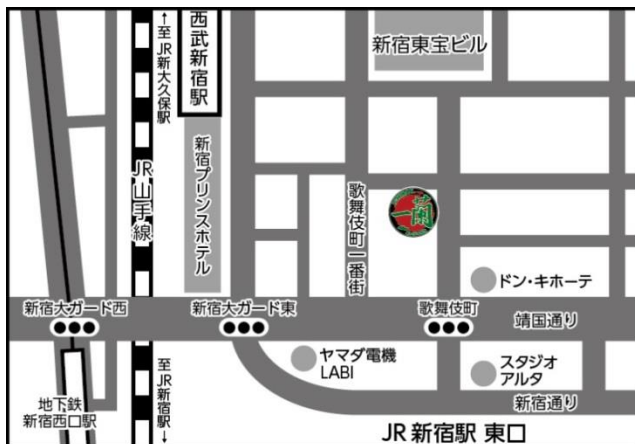 ↑至JR新大久保駅
西武新宿駅
新宿東宝ビル
JR山手線
新宿プリンスホテル
歌舞伎町一番街
一蘭
ドン・キホーテ
新宿大ガード西
新宿大ガード東
歌舞伎町
靖国通り
至JR新宿駅↓
ヤマダ電機
LABI
スタジオ
アルタ
地下鉄
新宿西口駅
新宿通り
JR 新宿駅 東口